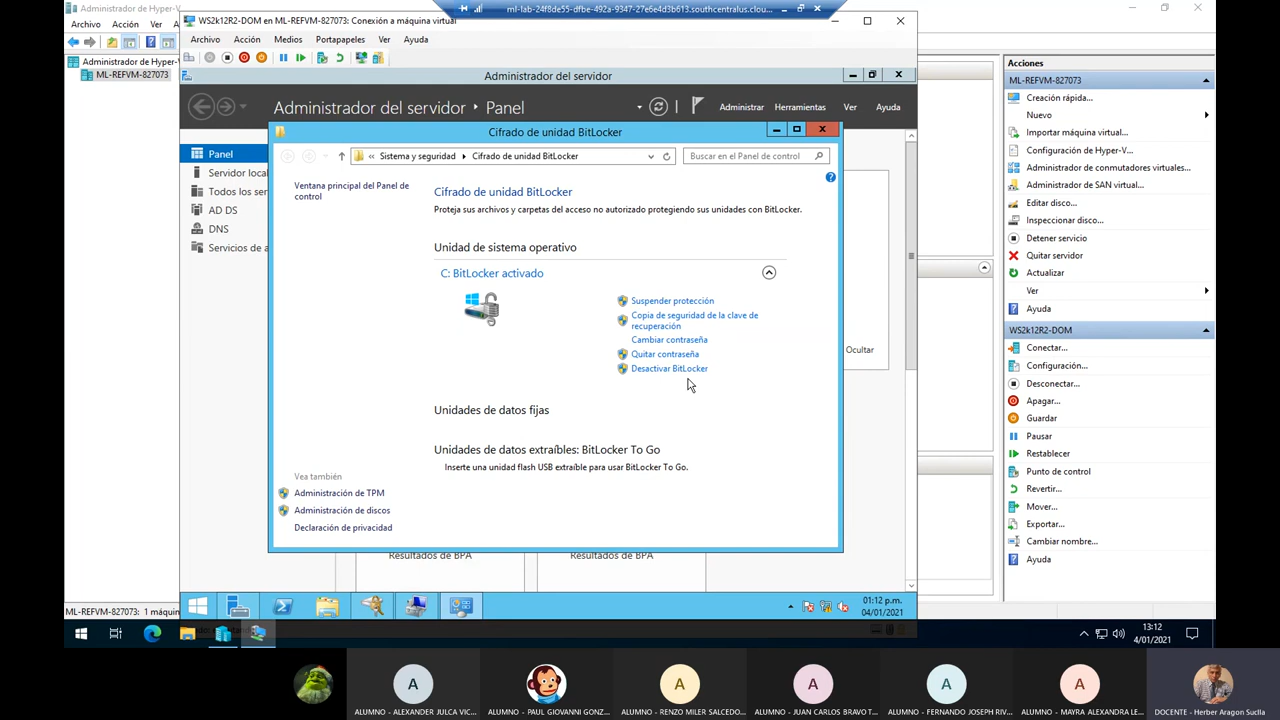 Administrador de Hyper-V
Archivo Acción Ver Ay
Administrador de Hyper-V
ML-REFVM-827073
ML-REFVM-827073: 1 máquin
ml-lab-24f8de55-dfbe-492a-9347-27e6e4d3b613.southcentralus.clou...
WS2k12R2-DOM en ML-REFVM-827073: Conexión a máquina virtual
Archivo Acción Medios Portapapeles Ver Ayuda
Administrador del servidor
Administrador del servidor Panel
Administrar Herramientas Ver Ayuda
Panel
Servidor local
Todos los ser
AD DS
DNS
Servicios de a
Ocultar
Resultados de BPA
Resultados de BPA
Cifrado de unidad BitLocker
« Sistema y seguridad Cifrado de unidad BitLocker
Buscar en el Panel de control
Ventana principal del Panel de
control
Cifrado de unidad BitLocker
Proteja sus archivos y carpetas del acceso no autorizado protegiendo sus unidades con BitLocker.
Unidad de sistema operativo
C: BitLocker activado
Suspender protección
Copia de seguridad de la clave de
recuperación
Cambiar contraseña
Quitar contraseña
Desactivar BitLocker
Unidades de datos fijas
Unidades de datos extraíbles: BitLocker To Go
Inserte una unidad flash USB extraíble para usar BitLocker To Go.
Vea también
Administración de TPM
Administración de discos
Declaración de privacidad
01:12 p.m.
04/01/2021
Acciones
ML-REFVM-827073
Creación rápida...
Nuevo
Importar máquina virtual...
Configuración de Hyper-V...
Administrador de conmutadores virtuales...
Administrador de SAN virtual...
Editar disco...
Inspeccionar disco...
Detener servicio
Quitar servidor
Actualizar
Ver
Ayuda
WS2k12R2-DOM
Conectar...
Configuración...
Desconectar...
Apagar...
Guardar
Pausar
Restablecer
Punto de control
Revertir...
Mover...
Exportar...
Cambiar nombre...
Ayuda
13:12
4/01/2021
A
A
A
A
A
ALUMNO - ALEXANDER JULCA VIC...
ALUMNO - PAUL GIOVANNI GONZ...
ALUMNO - RENZO MILER SALCEDO...
ALUMNO - JUAN CARLOS BRAVO T...
ALUMNO - FERNANDO JOSEPH RIV...
ALUMNO - MAYRA ALEXANDRA LE...
DOCENTE - Herber Aragon Suclla